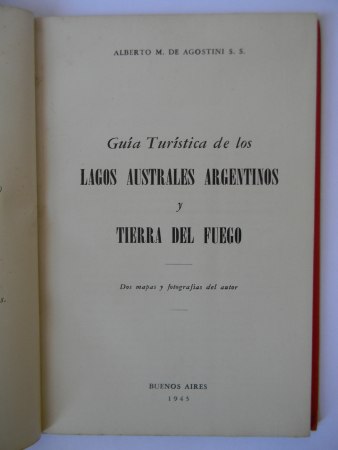 ALBERTO M. DE AGOSTINI S. S.
Guía Turística de los
LAGOS AUSTRALES ARGENTINOS
y
TIERRA DEL FUEGO
Dos mapas y fotografías del autor
BUENOS AIRES
1945
s.